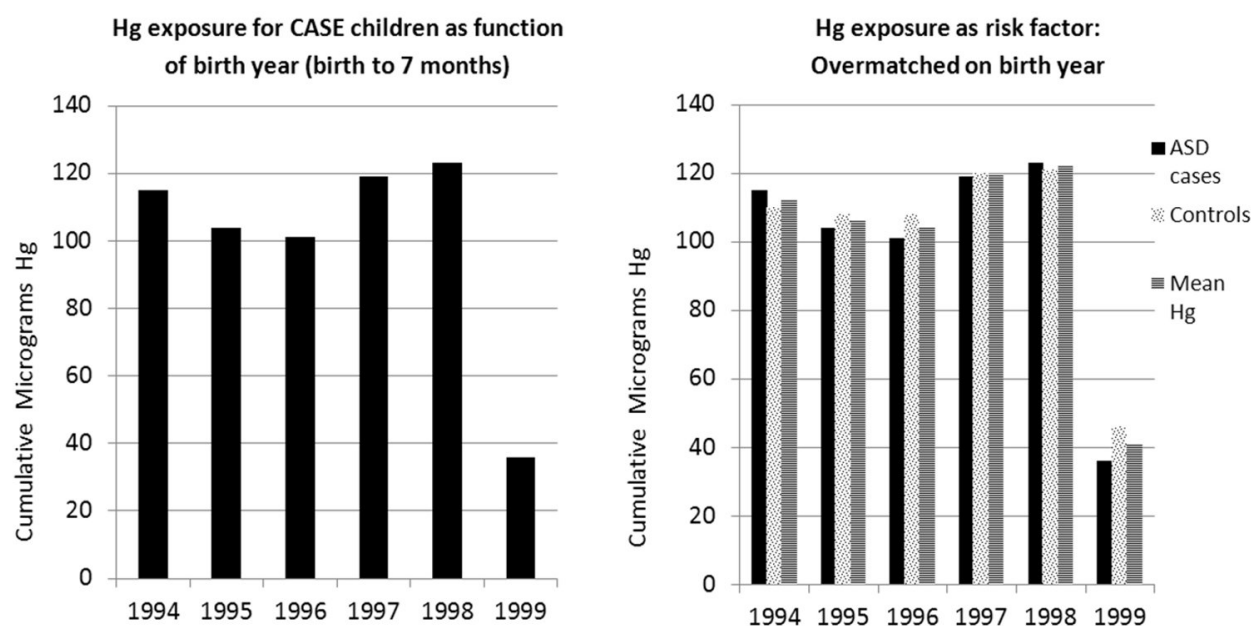 Hg exposure for CASE children as function
of birth year (birth to 7 months)
Cumulative Micrograms Hg
140
120
100
80
60
40
20
0
1994 1995 1996 1997 1998 1999
Hg exposure as risk factor:
Overmatched on birth year
Cumulative Micrograms Hg
140
120
100
80
60
40
20
0
1994 1995 1996 1997 1998 1999
ASD
cases
Controls
Mean
Hg